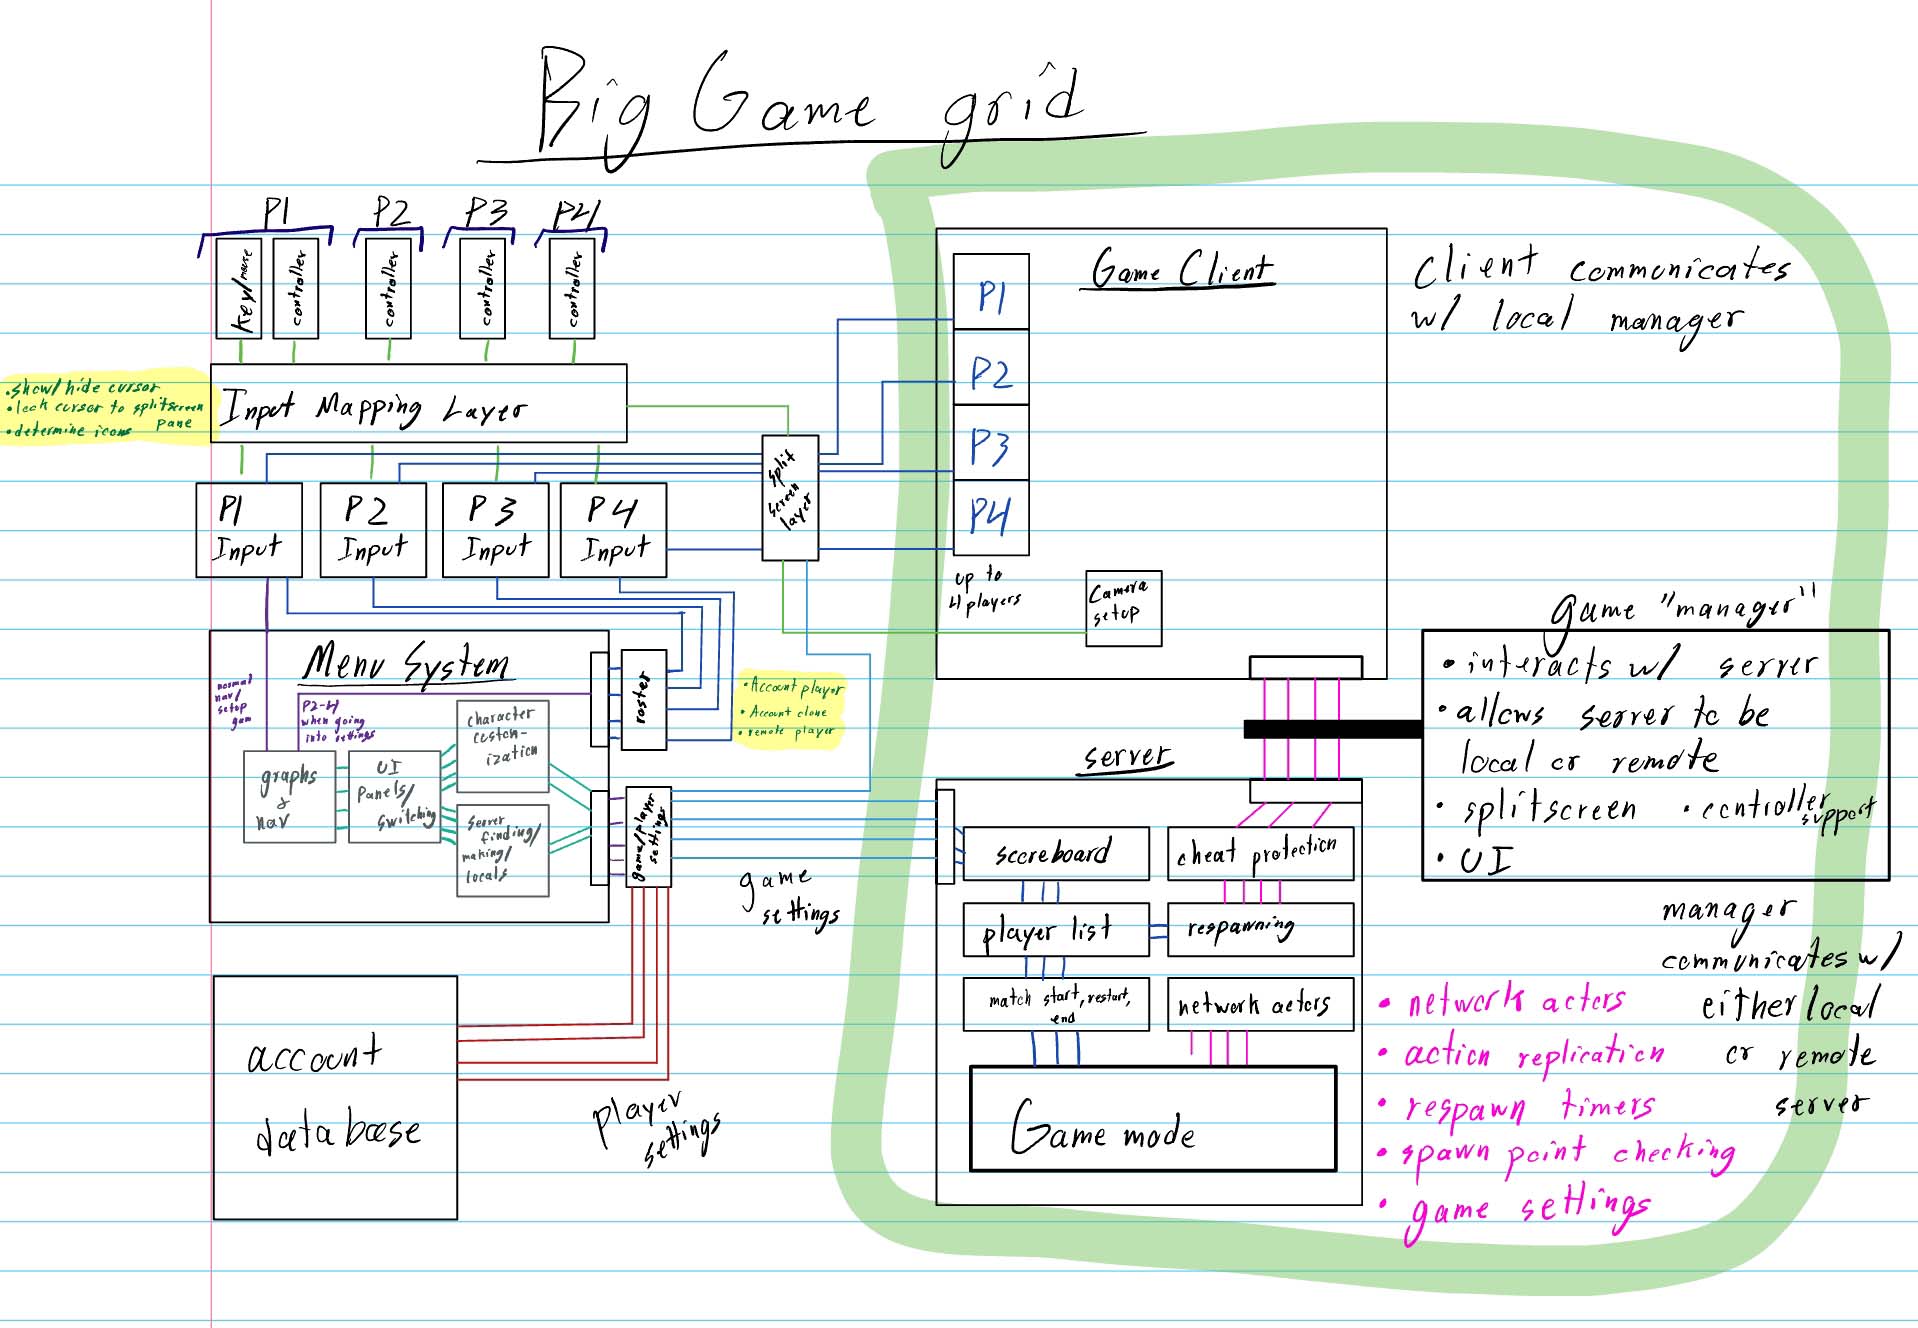 Big Game grid
P1
P2
P3
P4
key/mouse
controller
controller
controller
controller
• show/hide cursor
• lock cursor to splitscreen
pane
• determine icons
Input Mapping Layer
split
screen
layer
P1
Input
P2
Input
P3
Input
P4
Input
Menu System
normal
nav/
setup
gam
P2-4
when going
into settings
graphs
&
nav
UI
Panels/
switching
character
custom-
ization
server
finding/
making/
locals
roster
• Account player
• Account clone
• remote player
game/player
settings
game
settings
account
database
player
settings
Game Client
P1
P2
P3
P4
up to
4 players
Camera
setup
Client communicates
w/ local manager
game "manager"
• interacts w/ server
• allows server to be
local or remote
• splitscreen • controller
support
• UI
manager
communicates w/
either local
or remote
server
server
scoreboard
cheat protection
player list
respawning
match start, restart,
end
network actors
Game mode
• network actors
• action replication
• respawn timers
• spawn point checking
• game settings